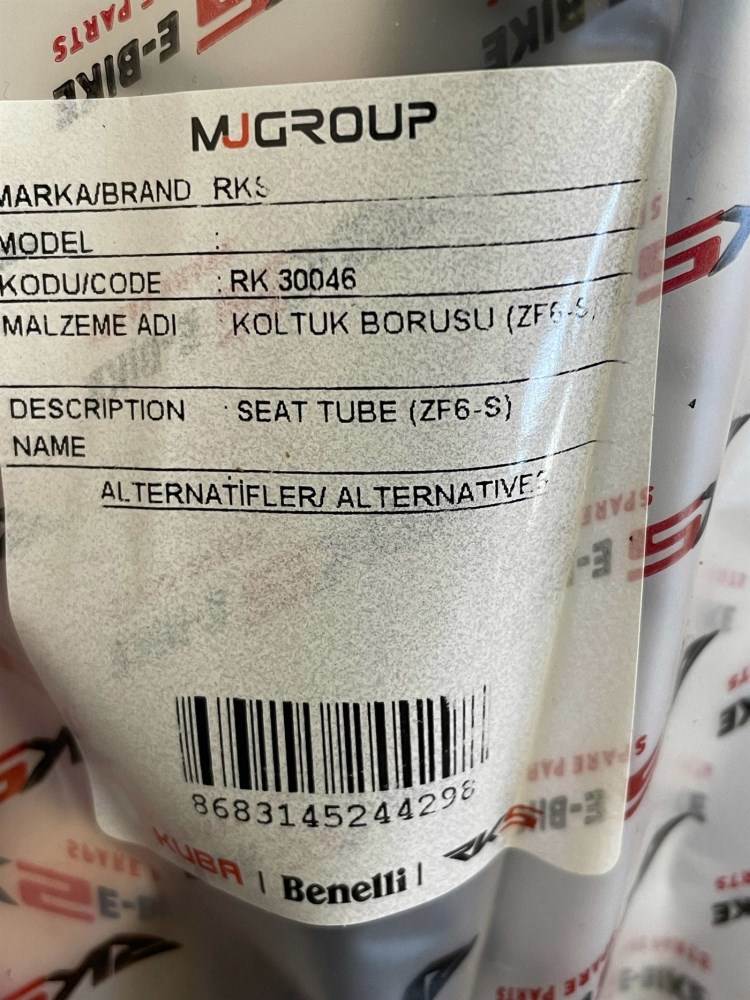 E-BIKE
SPARE PARTS
MJGROUP
MARKA/BRAND RKS
MODEL :
KODU/CODE : RK 30046
MALZEME ADI KOLTUK BORUSU (ZF6-S)
DESCRIPTION : SEAT TUBE (ZF6-S)
NAME
ALTERNATİFLER/ ALTERNATIVES
8683145244298
KUBA | Benelli | RKS